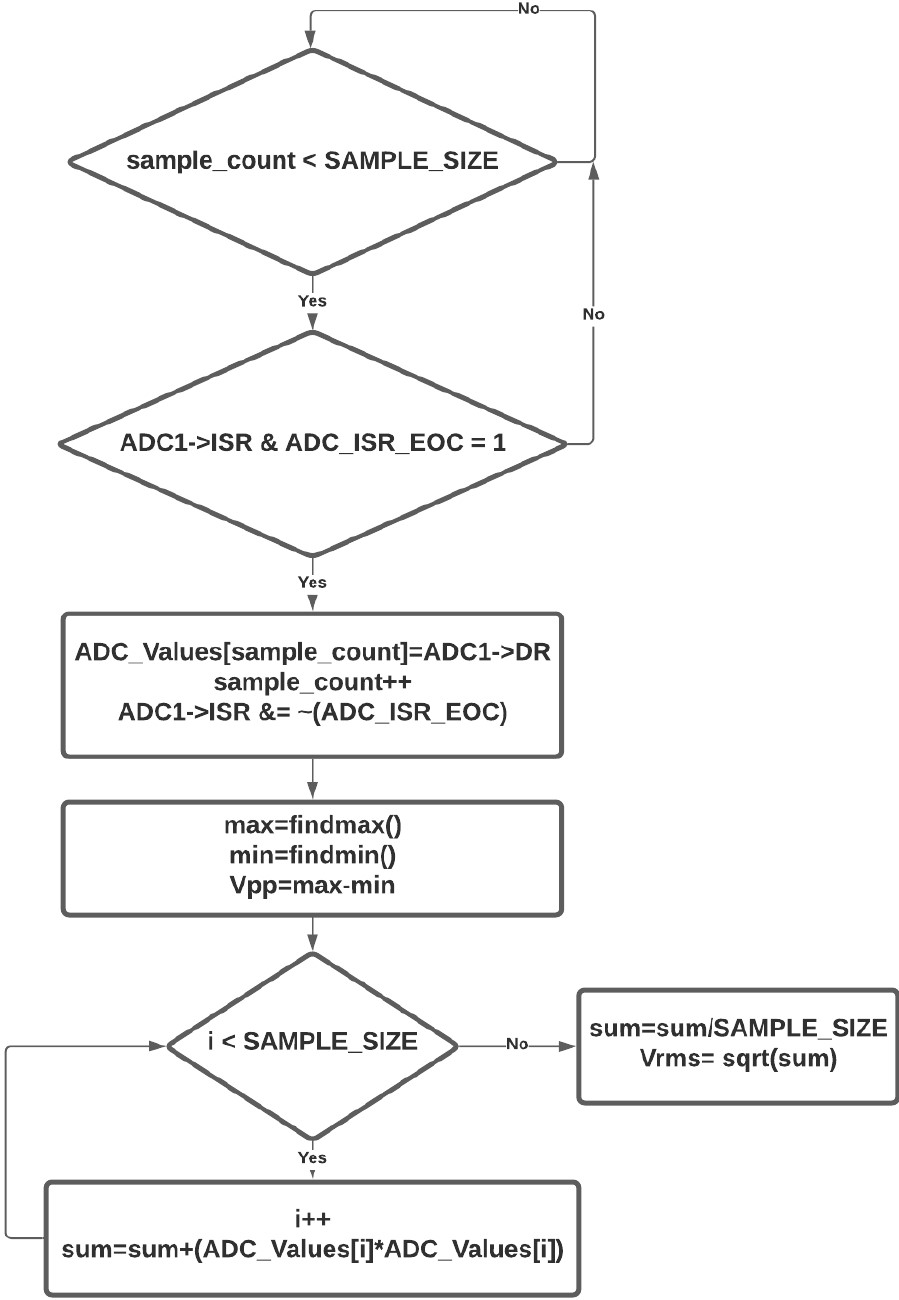 No
sample_count < SAMPLE_SIZE
Yes
No
ADC1->ISR & ADC_ISR_EOC = 1
Yes
ADC_Values[sample_count]=ADC1->DR
sample_count++
ADC1->ISR &= ~(ADC_ISR_EOC)
max=findmax()
min=findmin()
Vpp=max-min
i < SAMPLE_SIZE
No
sum=sum/SAMPLE_SIZE
Vrms= sqrt(sum)
Yes
i++
sum=sum+(ADC_Values[i]*ADC_Values[i])